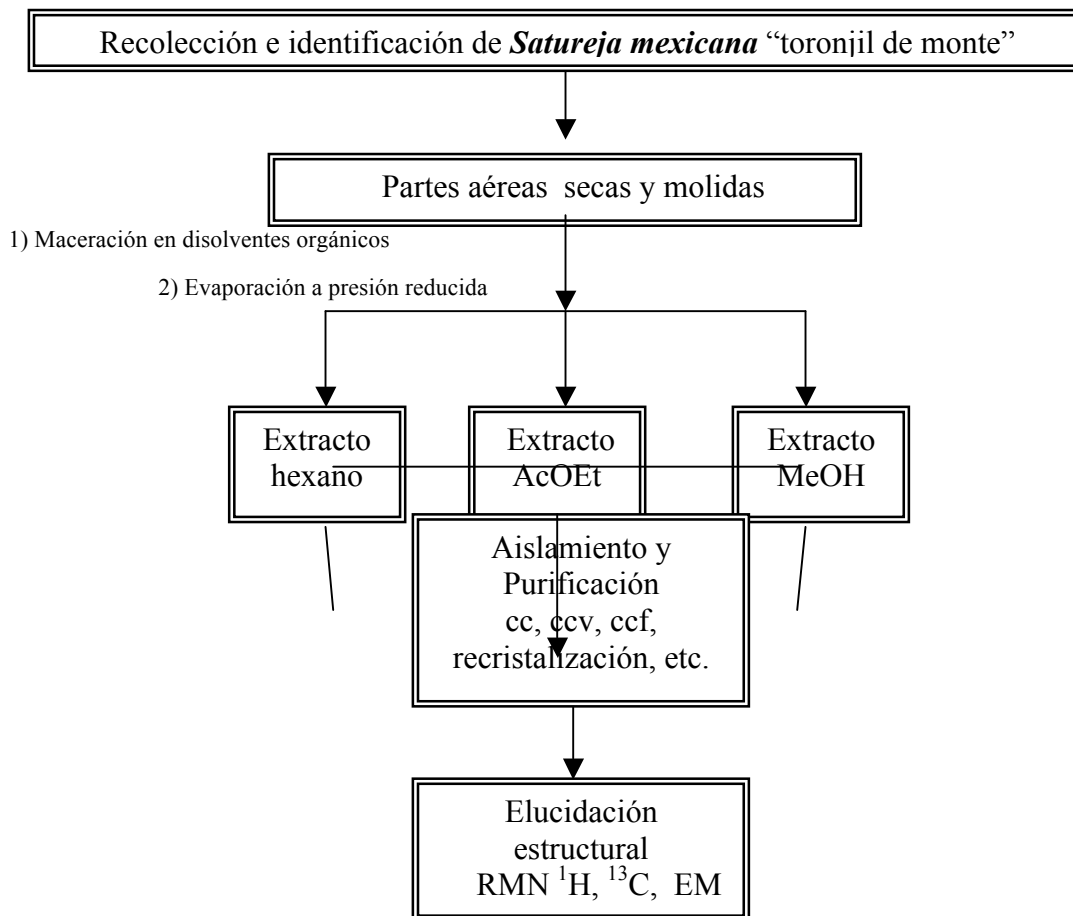 Recolección e identificación de Satureja mexicana “toronjil de monte”
Partes aéreas secas y molidas
1) Maceración en disolventes orgánicos
2) Evaporación a presión reducida
Extracto
hexano
Extracto
AcOEt
Extracto
MeOH
Aislamiento y
Purificación
cc, ccv, ccf,
recristalización, etc.
Elucidación
estructural
RMN ¹H, ¹³C, EM